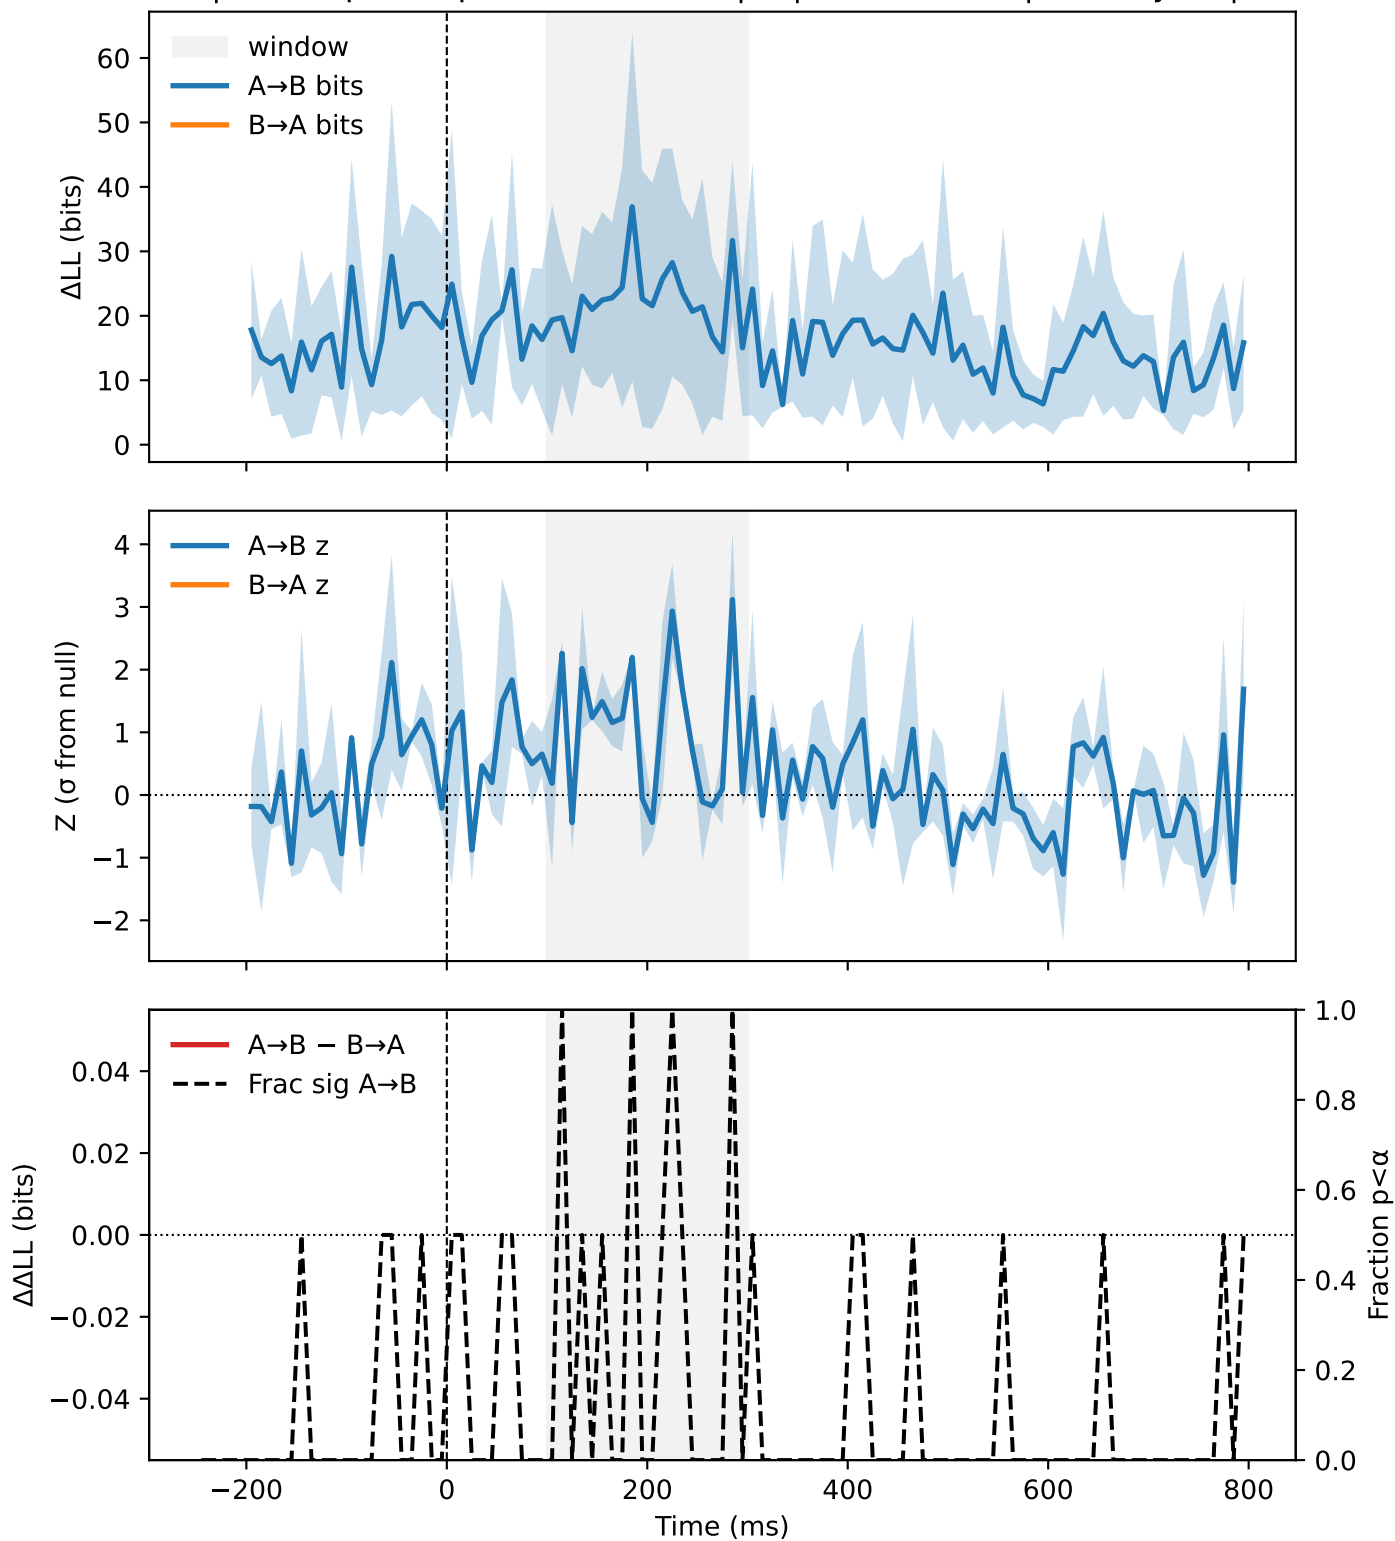 window
A→B bits
B→A bits
60
50
40
30
20
10
0
ΔLL (bits)
A→B z
B→A z
4
3
2
1
0
−1
−2
Z (σ from null)
A→B − B→A
Frac sig A→B
0.04
0.02
0.00
−0.02
−0.04
ΔΔLL (bits)
1.0
0.8
0.6
0.4
0.2
0.0
Fraction p<α
−200 0 200 400 600 800
Time (ms)